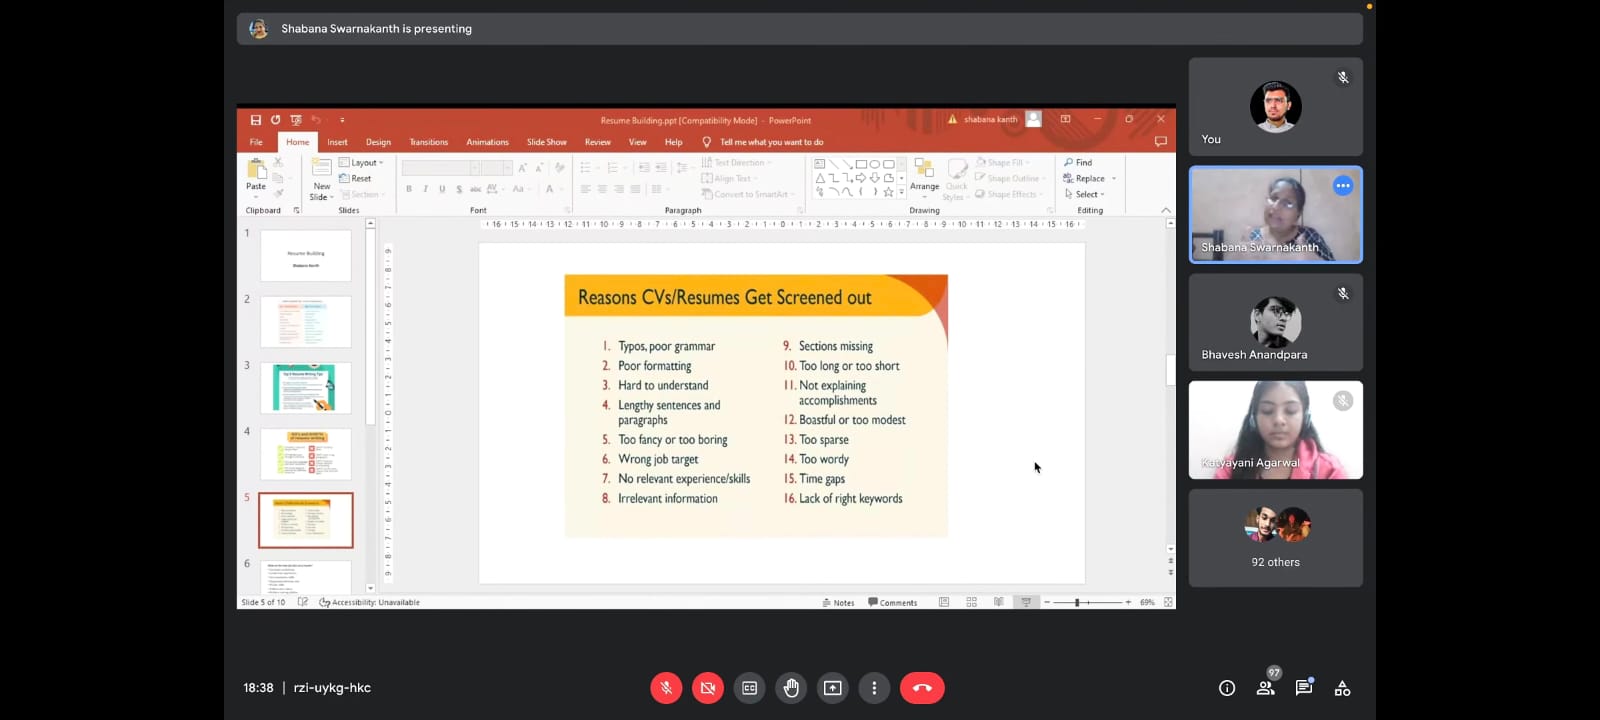 Shabana Swarnakanth is presenting
Resume Building.ppt [Compatibility Mode] - PowerPoint
shabana kanth
File Home Insert Design Transitions Animations Slide Show Review View Help Tell me what you want to do
Paste
Clipboard
New Slide
Layout
Reset
Section
Slides
Font
Text Direction
Align Text
Convert to SmartArt
Paragraph
Arrange
Quick Styles
Shape Fill
Shape Outline
Shape Effects
Drawing
Find
Replace
Select
Editing
1
Resume Building
Shabana Kanth
2
3
4
5
6
Reasons CVs/Resumes Get Screened out
1. Typos, poor grammar
2. Poor formatting
3. Hard to understand
4. Lengthy sentences and
paragraphs
5. Too fancy or too boring
6. Wrong job target
7. No relevant experience/skills
8. Irrelevant information
9. Sections missing
10. Too long or too short
11. Not explaining
accomplishments
12. Boastful or too modest
13. Too sparse
14. Too wordy
15. Time gaps
16. Lack of right keywords
Slide 5 of 10
Accessibility: Unavailable
Notes
Comments
69%
You
Shabana Swarnakanth
Bhavesh Anandpara
Katyayani Agarwal
92 others
18:38 | rzi-uykg-hkc
97